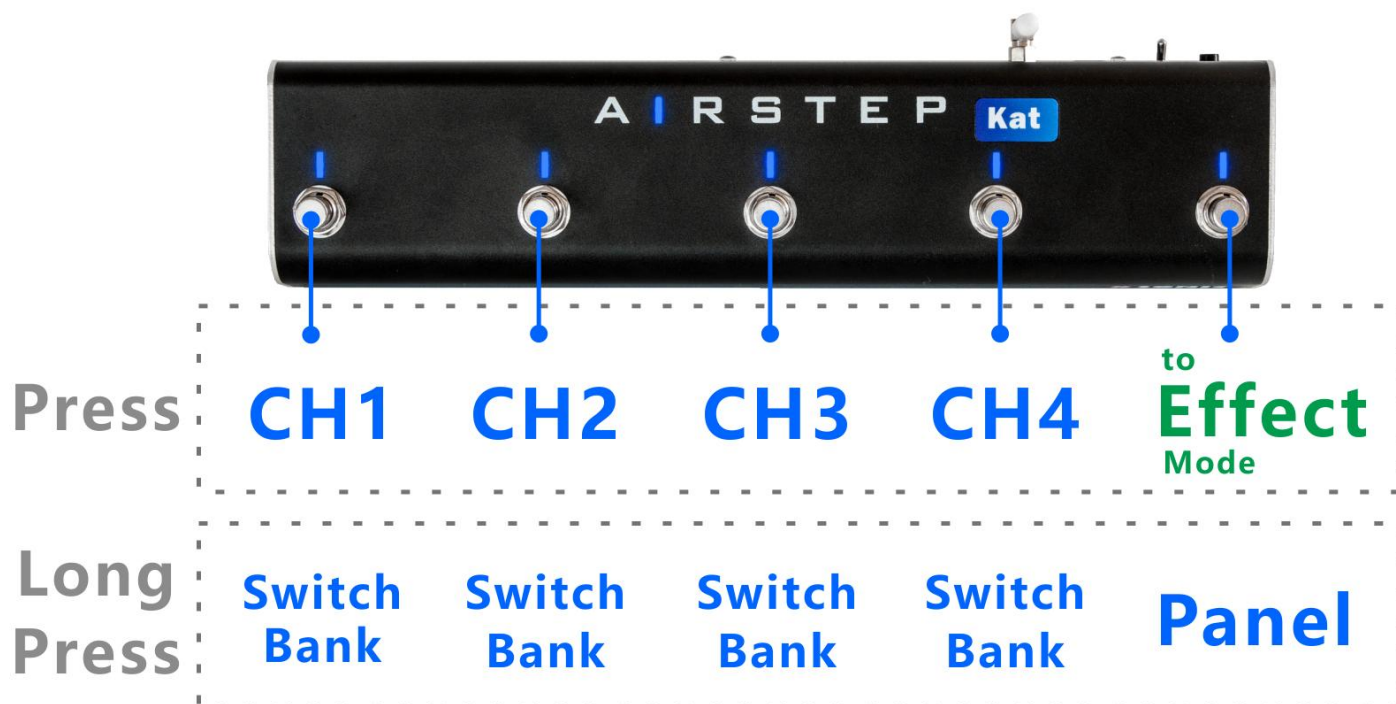 AIRSTEP Kat
Press CH1 CH2 CH3 CH4 to Effect Mode
Long Press
Switch Bank Switch Bank Switch Bank Switch Bank Panel